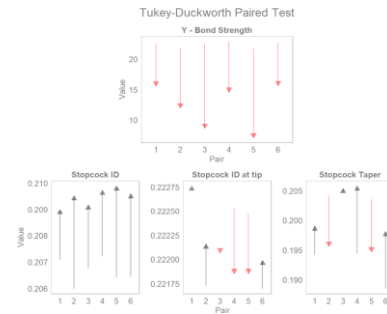 Tukey-Duckworth Paired Test
Y - Bond Strength
Value
20
15
10
1 2 3 4 5 6
Pair
Stopcock ID
Stopcock ID at tip
Stopcock Taper
Value
0.210
0.209
0.208
0.207
0.206
1 2 3 4 5 6
0.22275
0.22250
0.22225
0.22200
0.22175
1 2 3 4 5 6
0.205
0.200
0.195
0.190
1 2 3 4 5 6
Pair